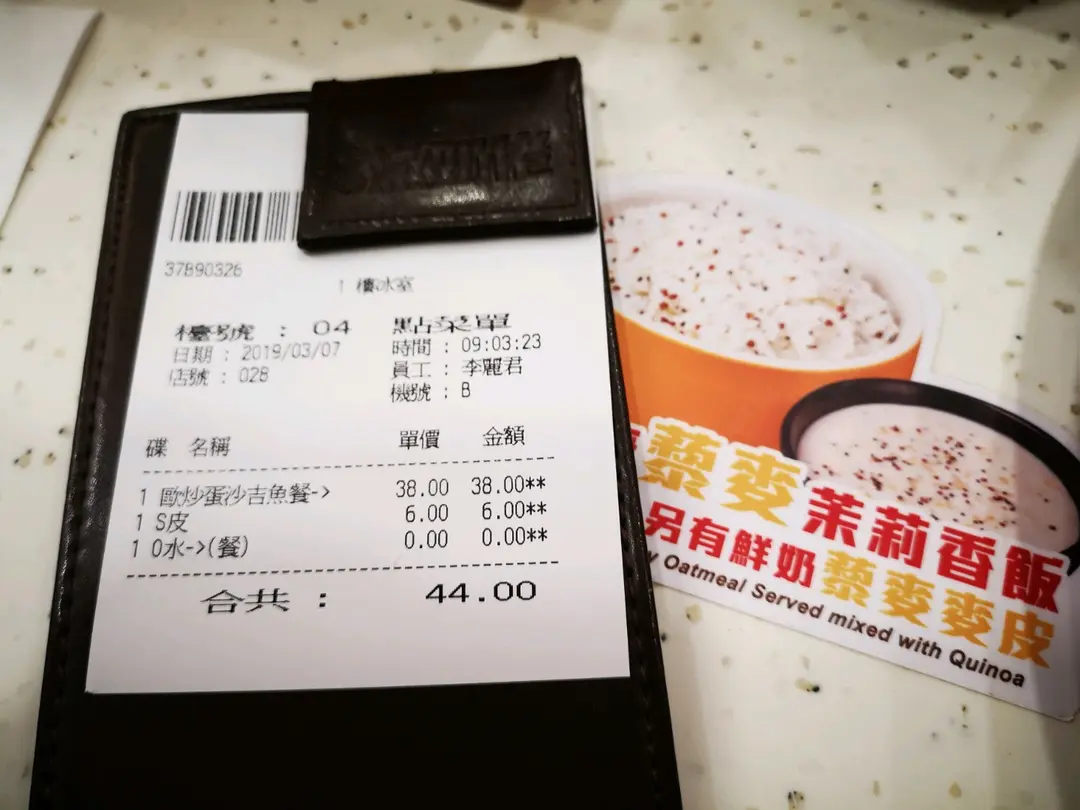 37B90326
1 樓冰室
檯號 : 04 點菜單
日期 : 2019/03/07 時間 : 09:03:23
店號 : 028 員工 : 李麗君
機號 : B
碟 名稱 單價 金額
1 歐炒蛋沙吉魚餐-> 38.00 38.00**
1 S皮 6.00 6.00**
1 O水->(餐) 0.00 0.00**
合共 : 44.00
藜麥茉莉香飯
另有鮮奶藜麥麥皮
Oatmeal Served mixed with Quinoa